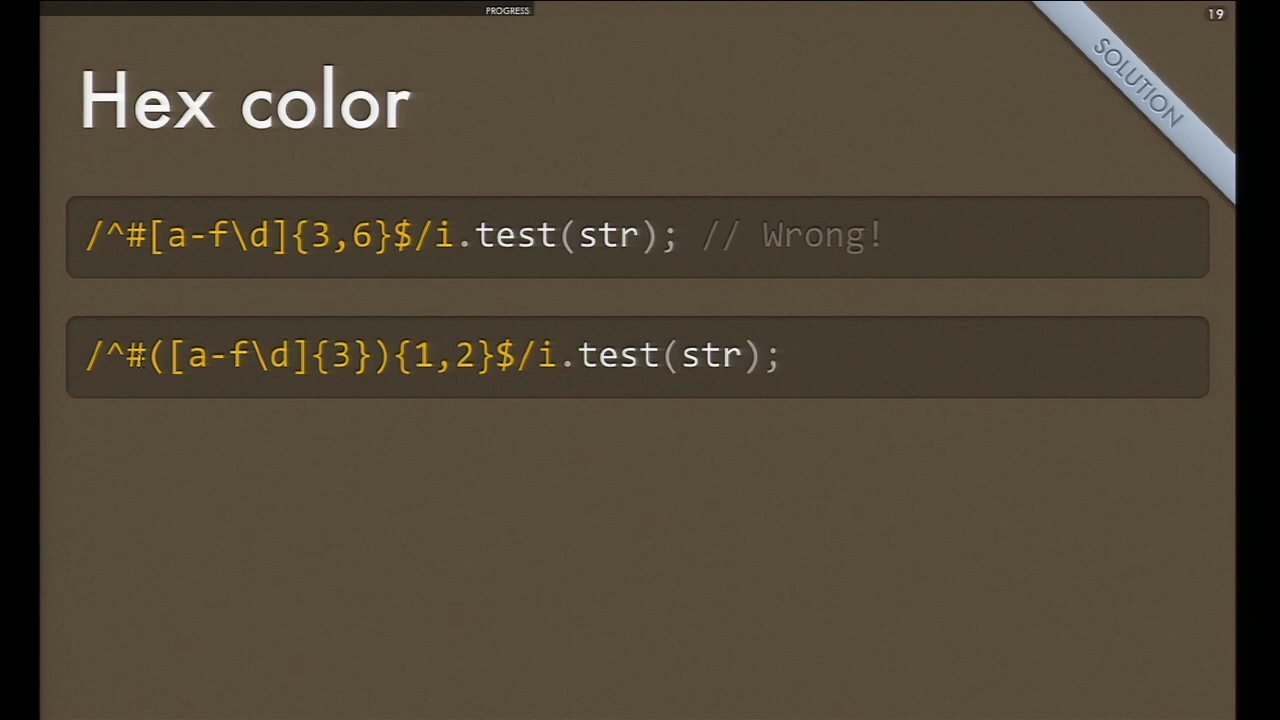 PROGRESS
19
SOLUTION
Hex color
/^#[a-f\d]{3,6}$/i.test(str); // Wrong!
/^#([a-f\d]{3}){1,2}$/i.test(str);